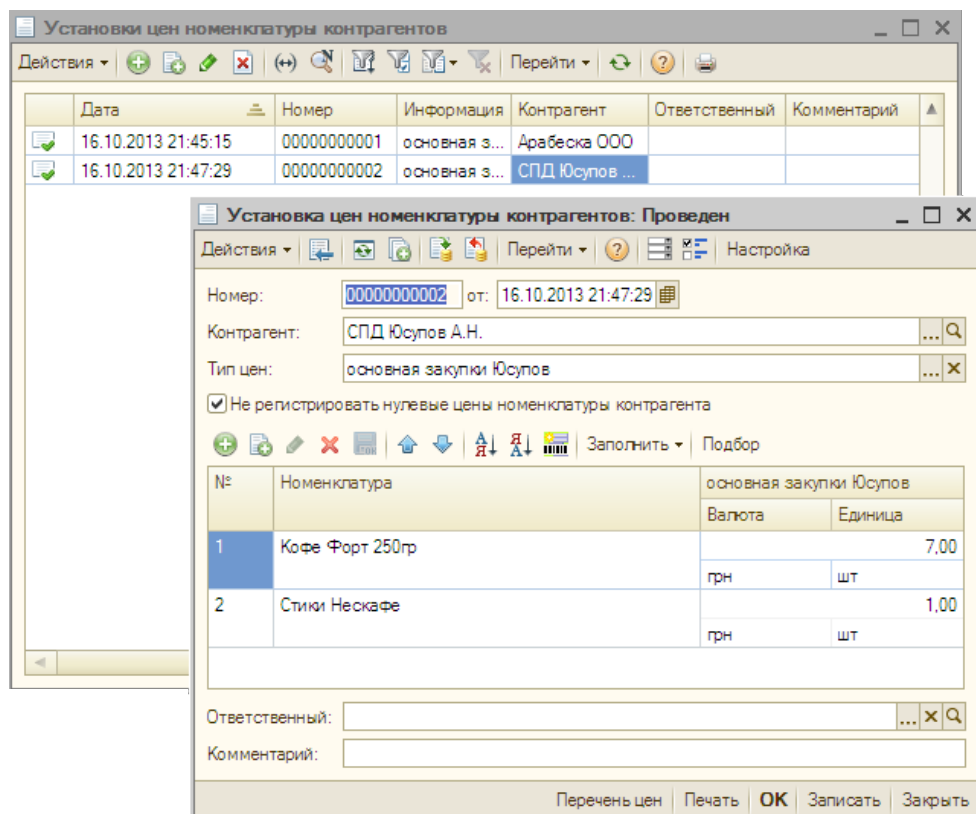 Установки цен номенклатуры контрагентов
Действия Перейти
Дата Номер Информация Контрагент Ответственный Комментарий
16.10.2013 21:45:15 00000000001 основная з... Арабеска ООО
16.10.2013 21:47:29 00000000002 основная з... СПД Юсупов ...
Установка цен номенклатуры контрагентов: Проведен
Действия Перейти Настройка
Номер: 00000000002 от: 16.10.2013 21:47:29
Контрагент: СПД Юсупов А.Н. ...
Тип цен: основная закупки Юсупов ...
Не регистрировать нулевые цены номенклатуры контрагента
Заполнить Подбор
№ Номенклатура основная закупки Юсупов
Валюта Единица
1 Кофе Форт 250гр 7,00
грн шт
2 Стики Нескафе 1,00
грн шт
Ответственный: ...
Комментарий:
Перечень цен Печать OK Записать Закрыть